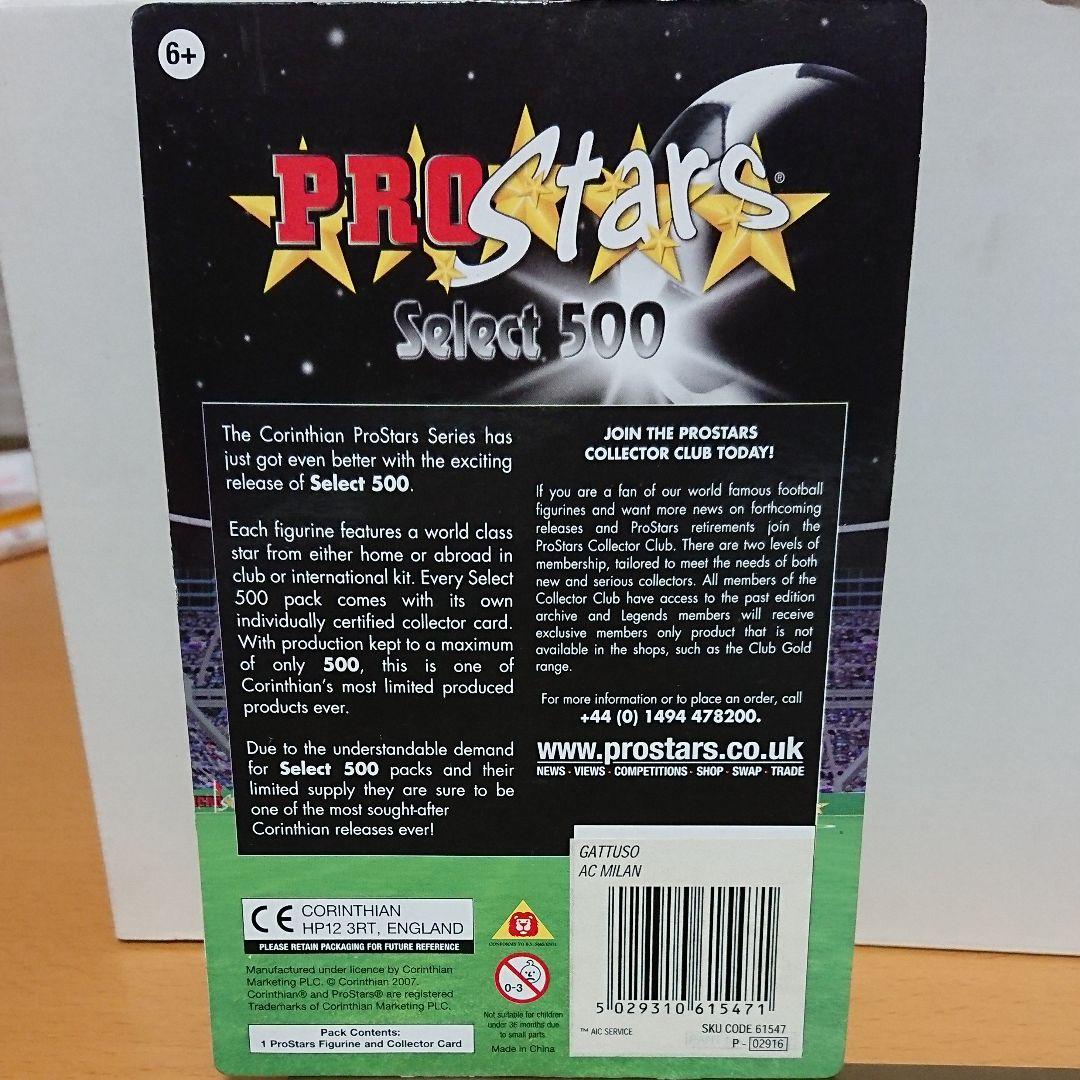 6+
PROStars®
Select 500
The Corinthian ProStars Series has
just got even better with the exciting
release of Select 500.
Each figurine features a world class
star from either home or abroad in
club or international kit. Every Select
500 pack comes with its own
individually certified collector card.
With production kept to a maximum
of only 500, this is one of
Corinthian's most limited produced
products ever.
Due to the understandable demand
for Select 500 packs and their
limited supply they are sure to be
one of the most sought-after
Corinthian releases ever!
JOIN THE PROSTARS
COLLECTOR CLUB TODAY!
If you are a fan of our world famous football
figurines and want more news on forthcoming
releases and ProStars retirements join the
ProStars Collector Club. There are two levels of
membership, tailored to meet the needs of both
new and serious collectors. All members of the
Collector Club have access to the past edition
archive and Legends members will receive
exclusive members only product that is not
available in the shops, such as the Club Gold
range.
For more information or to place an order, call
+44 (0) 1494 478200.
www.prostars.co.uk
NEWS · VIEWS · COMPETITIONS · SHOP · SWAP · TRADE
CE CORINTHIAN
HP12 3RT, ENGLAND
PLEASE RETAIN PACKAGING FOR FUTURE REFERENCE
Manufactured under licence by Corinthian
Marketing PLC. © Corinthian 2007.
Corinthian® and ProStars® are registered
Trademarks of Corinthian Marketing PLC.
Pack Contents:
1 ProStars Figurine and Collector Card
CONFORMS TO B.S.
0-3
Not suitable for children
under 36 months due
to small parts.
Made in China
GATTUSO
AC MILAN
5 029310 615471
™ AIC SERVICE
SKU CODE 61547
P - 02916